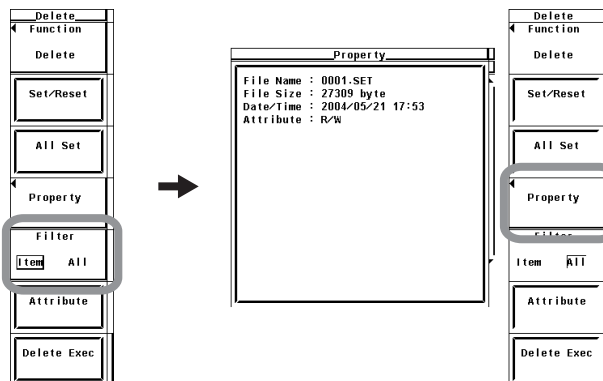 Delete
Function
Delete
Set/Reset
All Set
Property
Filter
Item All
Attribute
Delete Exec
Property
File Name : 0001.SET
File Size : 27309 byte
Date/Time : 2004/05/21 17:53
Attribute : R/W
Delete
Function
Delete
Set/Reset
All Set
Property
Filter
Item All
Attribute
Delete Exec